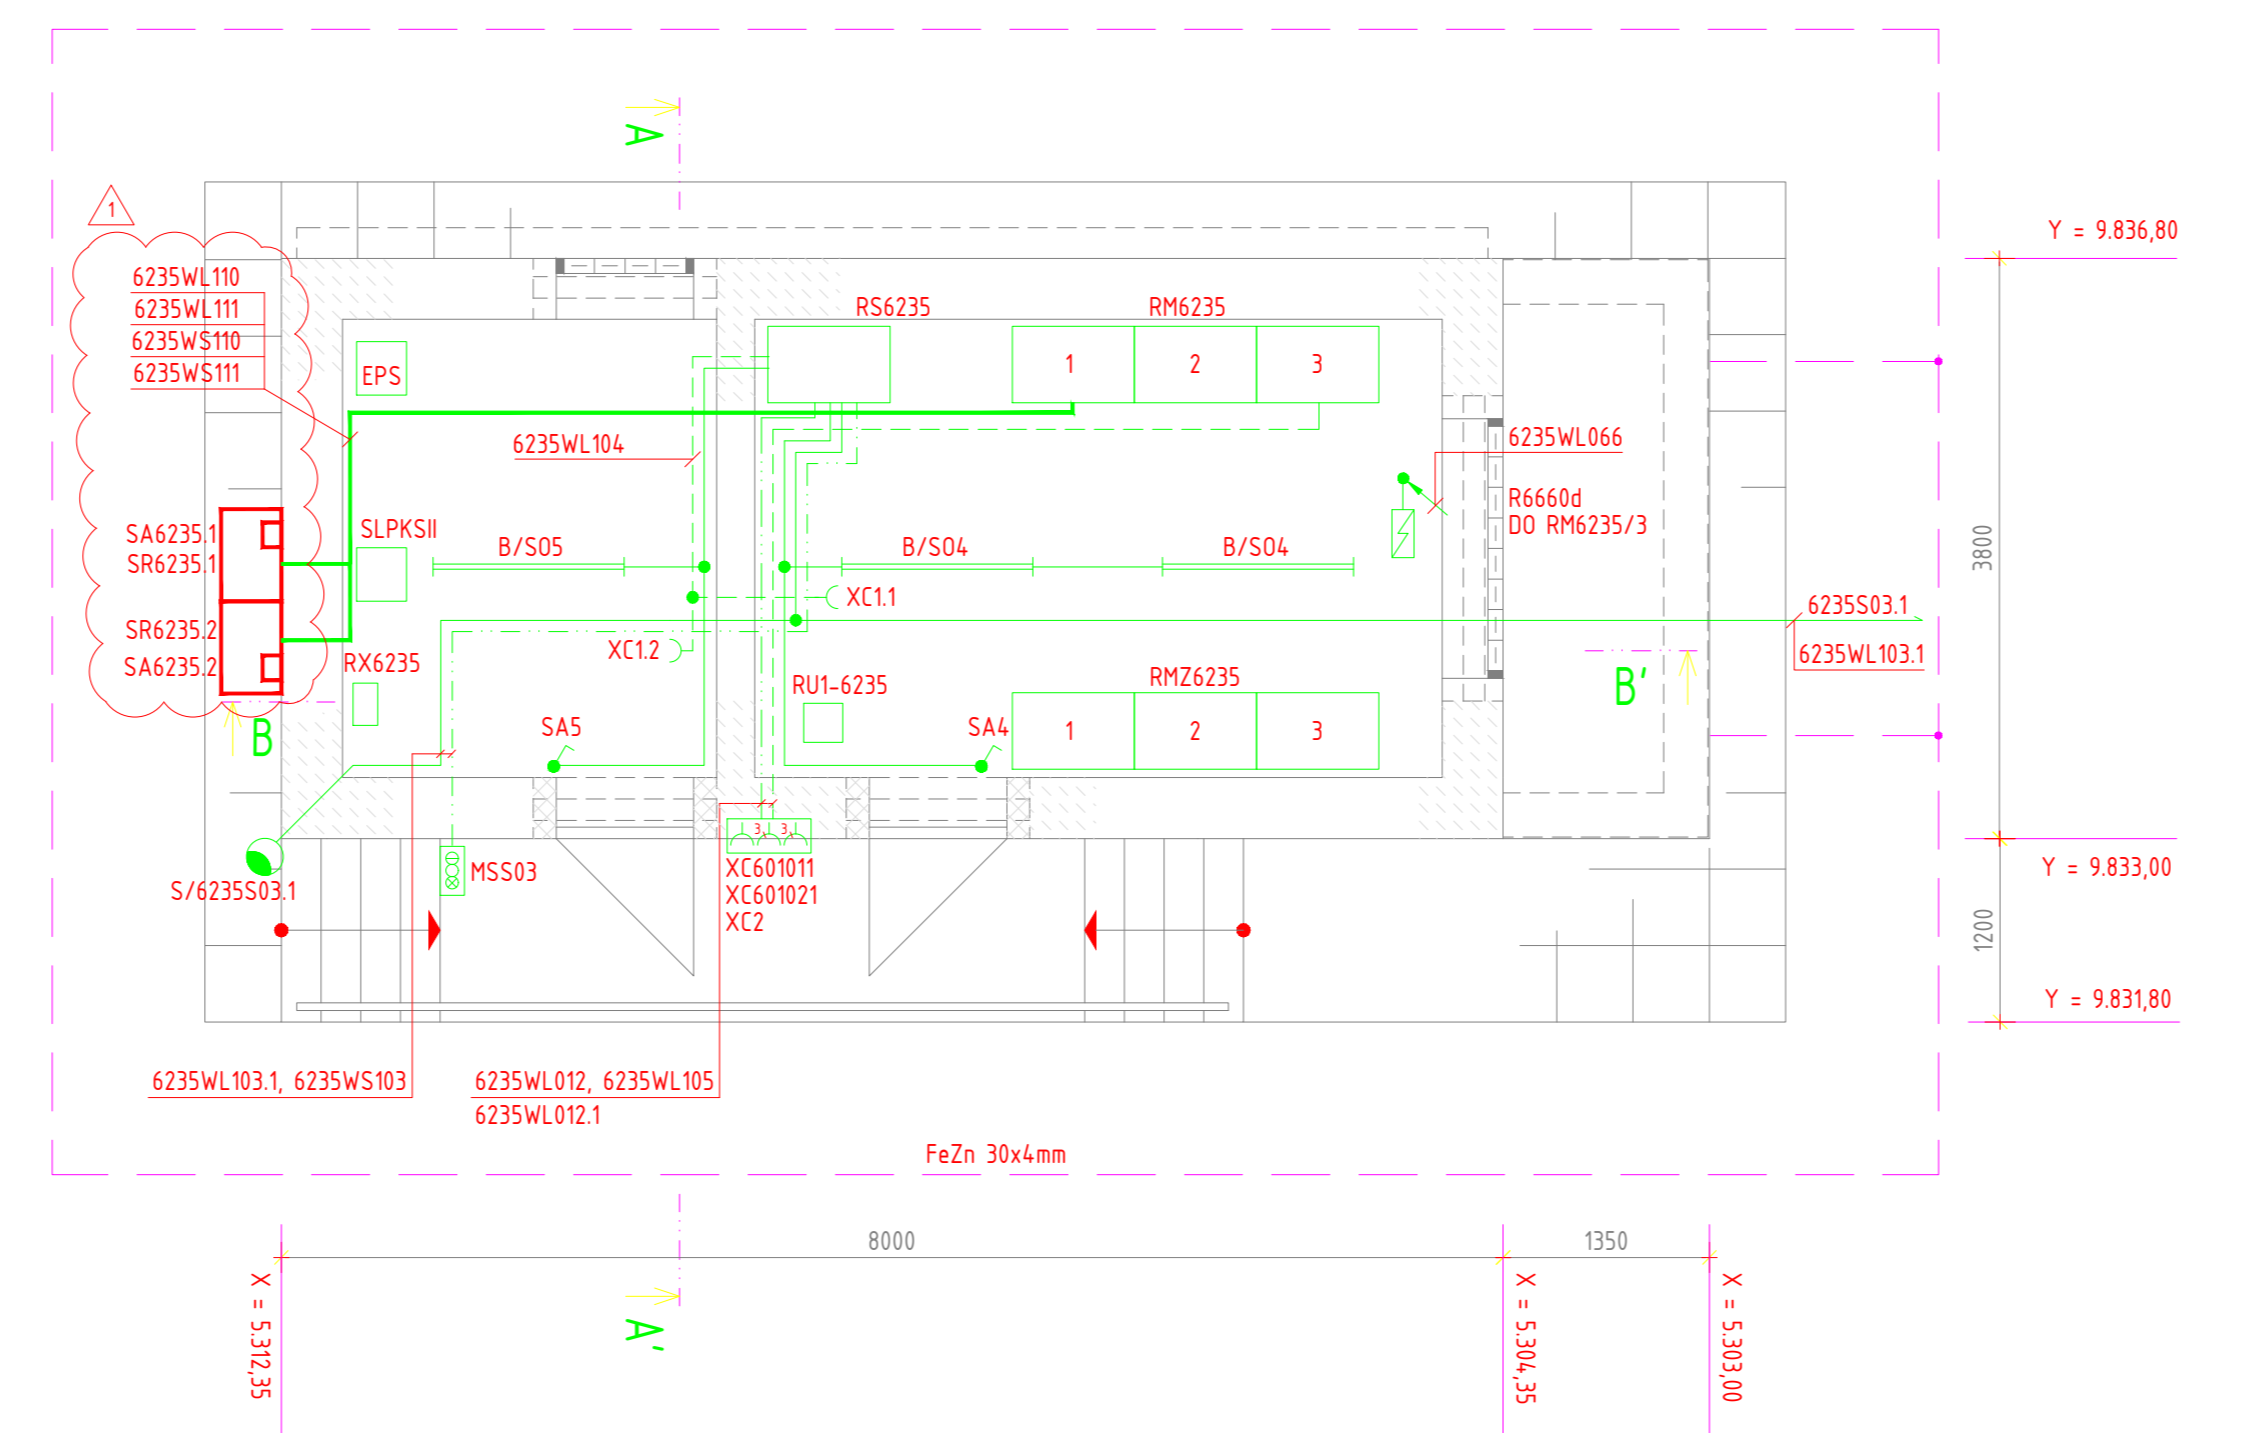 A
1
Y = 9.836,80
6235WL110
6235WL111
6235WS110
6235WS111
RS6235
RM6235
EPS
1
2
3
6235WL104
6235WL066
R6660d
DO RM6235/3
SA6235.1
SR6235.1
SLPKSII
B/S05
B/S04
B/S04
3800
XC1.1
6235S03.1
SR6235.2
SA6235.2
XC1.2
6235WL103.1
RX6235
RU1-6235
RMZ6235
B'
B
SA5
SA4
1
2
3
3
3
S/6235S03.1
MSS03
XC601011
XC601021
XC2
Y = 9.833,00
1200
Y = 9.831,80
6235WL103.1, 6235WS103
6235WL012, 6235WL105
6235WL012.1
FeZn 30x4mm
8000
1350
X = 5.312,35
A'
X = 5.304,35
X = 5.303,00